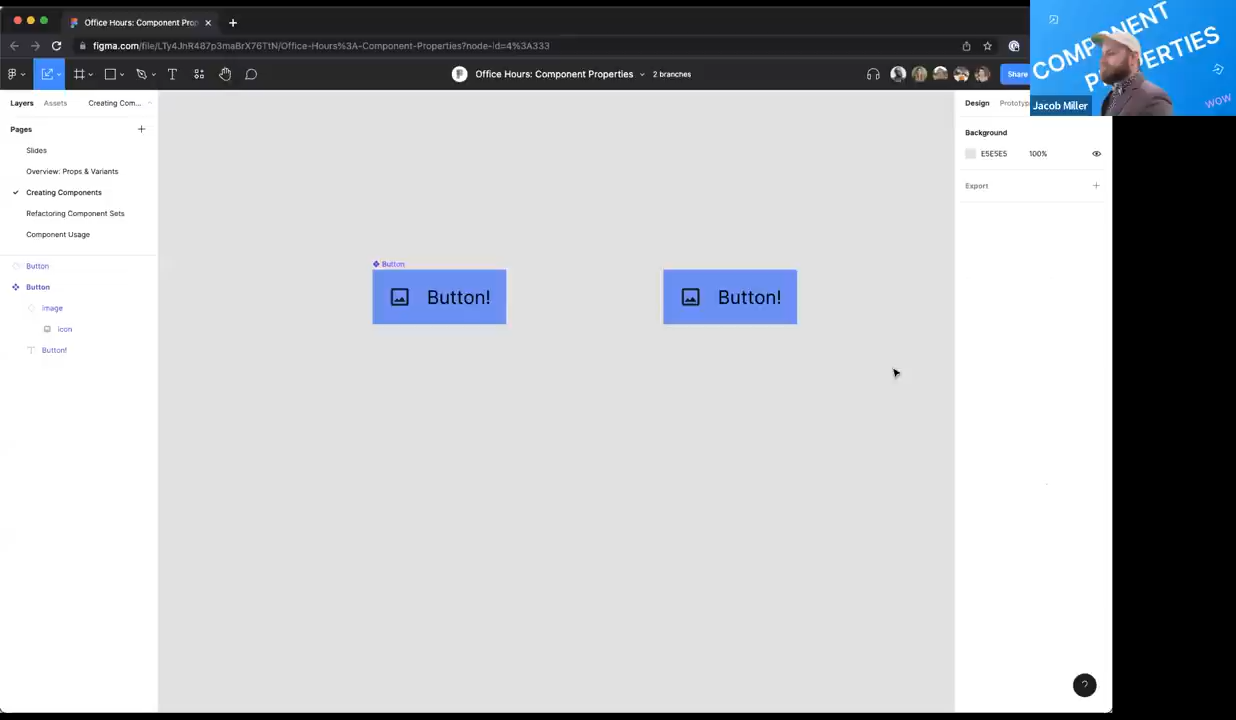 Office Hours: Component Prop
figma.com/file/LTy4JnR487p3maBrX76TtN/Office-Hours%3A-Component-Properties?node-id=4%3A333
Office Hours: Component Properties
2 branches
Share
COMPONENT
PROPERTIES
WOW
Jacob Miller
Layers
Assets
Creating Com...
Pages
Slides
Overview: Props & Variants
Creating Components
Refactoring Component Sets
Component Usage
Button
Button
Image
icon
Button!
Button
Button!
Button!
Design
Prototyp
Background
E5E5E5
100%
Export
?